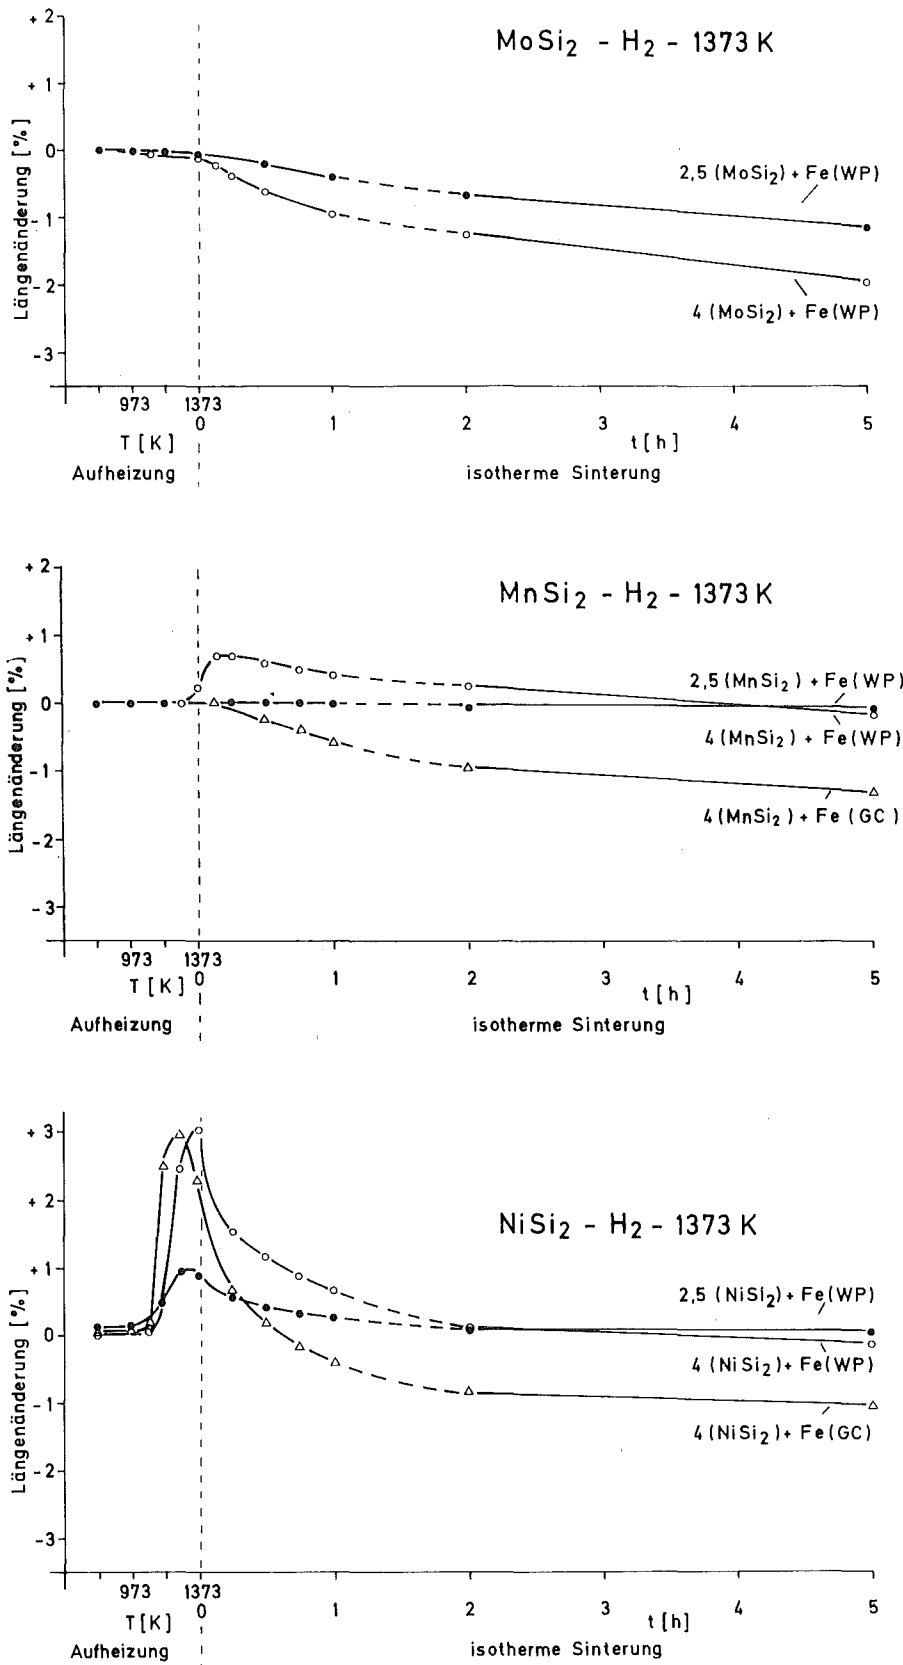 MoSi2 - H2 - 1373 K
+ 2
+ 1
0
- 1
- 2
- 3
Längenänderung [%]
2,5 (MoSi2) + Fe (WP)
4 (MoSi2) + Fe (WP)
973 1373
0 1 2 3 4 5
T [K] t [h]
Aufheizung isotherme Sinterung
MnSi2 - H2 - 1373 K
+ 2
+ 1
0
- 1
- 2
- 3
Längenänderung [%]
2,5 (MnSi2) + Fe (WP)
4 (MnSi2) + Fe (WP)
4 (MnSi2) + Fe (GC)
973 1373
T [K] 0 1 2 3 4 5
t [h]
Aufheizung isotherme Sinterung
+ 3
+ 2
+ 1
0
- 1
- 2
- 3
Längenänderung [%]
NiSi2 - H2 - 1373 K
2,5 (NiSi2) + Fe (WP)
4 (NiSi2) + Fe (WP)
4 (NiSi2) + Fe (GC)
973 1373
0 1 2 3 4 5
T [K] t [h]
Aufheizung isotherme Sinterung